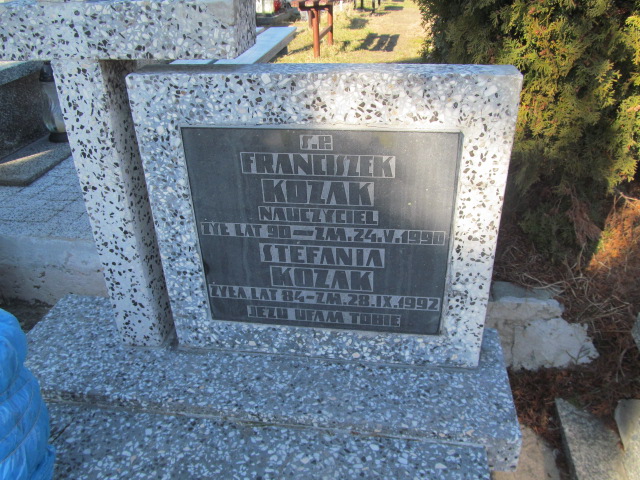 Ś.P.
FRANCISZEK
KOZAK
NAUCZYCIEL
ŻYŁ LAT 90-ZM.24.V.1990
STEFANIA
KOZAK
ŻYŁA LAT 84-ZM.28.IX.1992
JEZU UFAM TOBIE